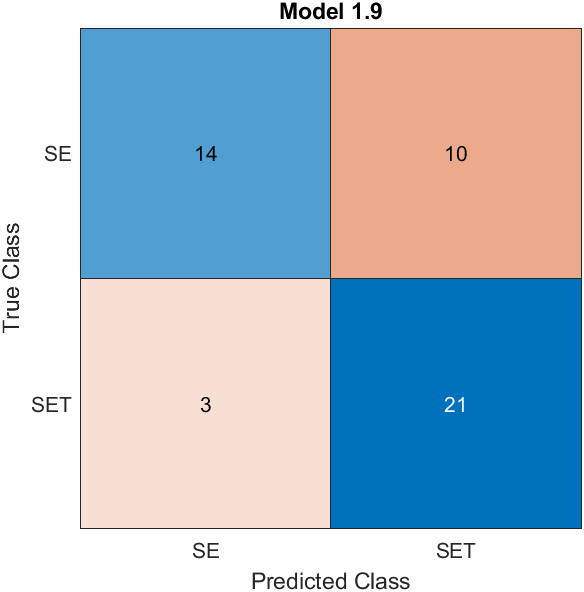 Model 1.9
True Class
SE
14
10
SET
3
21
SE
SET
Predicted Class